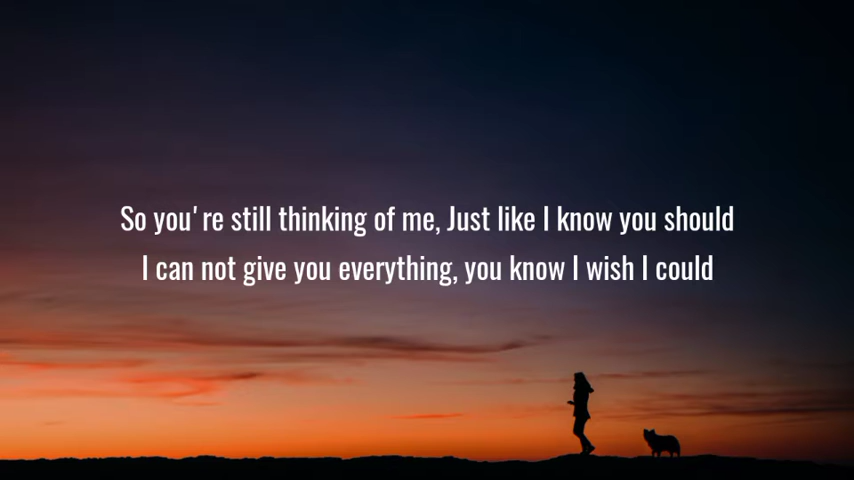 So you're still thinking of me, Just like I know you should
I can not give you everything, you know I wish I could